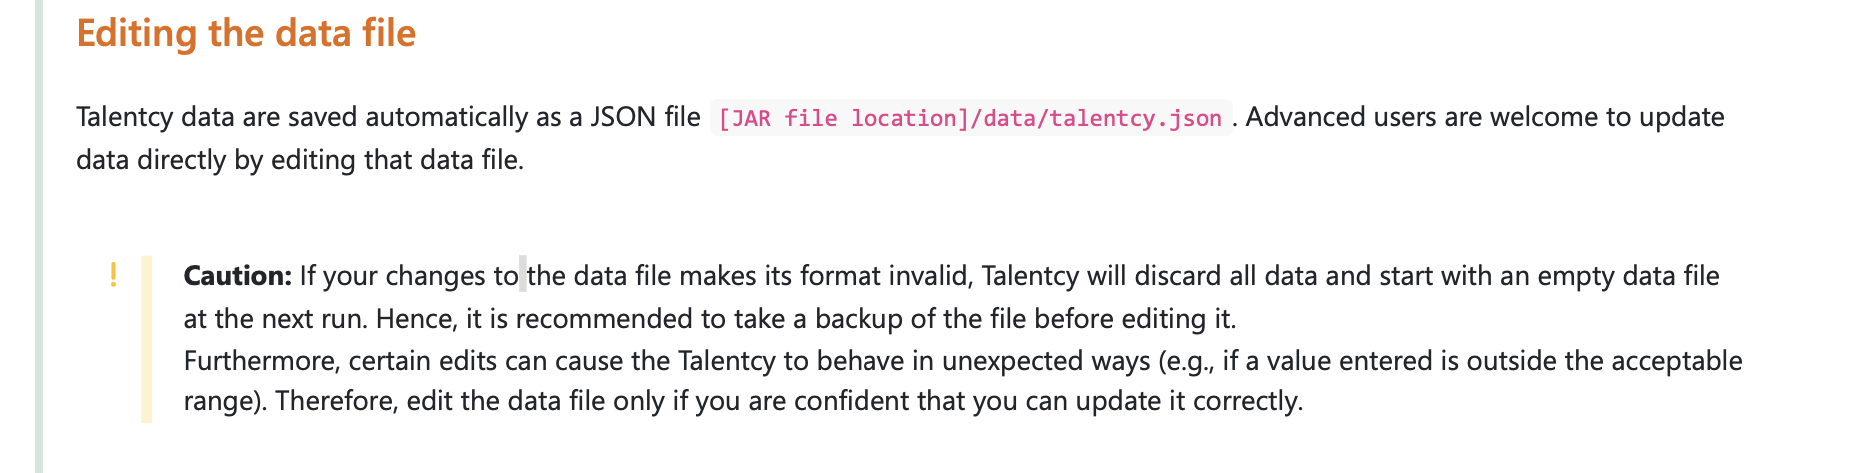 Editing the data file
Talentcy data are saved automatically as a JSON file [JAR file location]/data/talentcy.json . Advanced users are welcome to update
data directly by editing that data file.
! Caution: If your changes to the data file makes its format invalid, Talentcy will discard all data and start with an empty data file
at the next run. Hence, it is recommended to take a backup of the file before editing it.
Furthermore, certain edits can cause the Talentcy to behave in unexpected ways (e.g., if a value entered is outside the acceptable
range). Therefore, edit the data file only if you are confident that you can update it correctly.